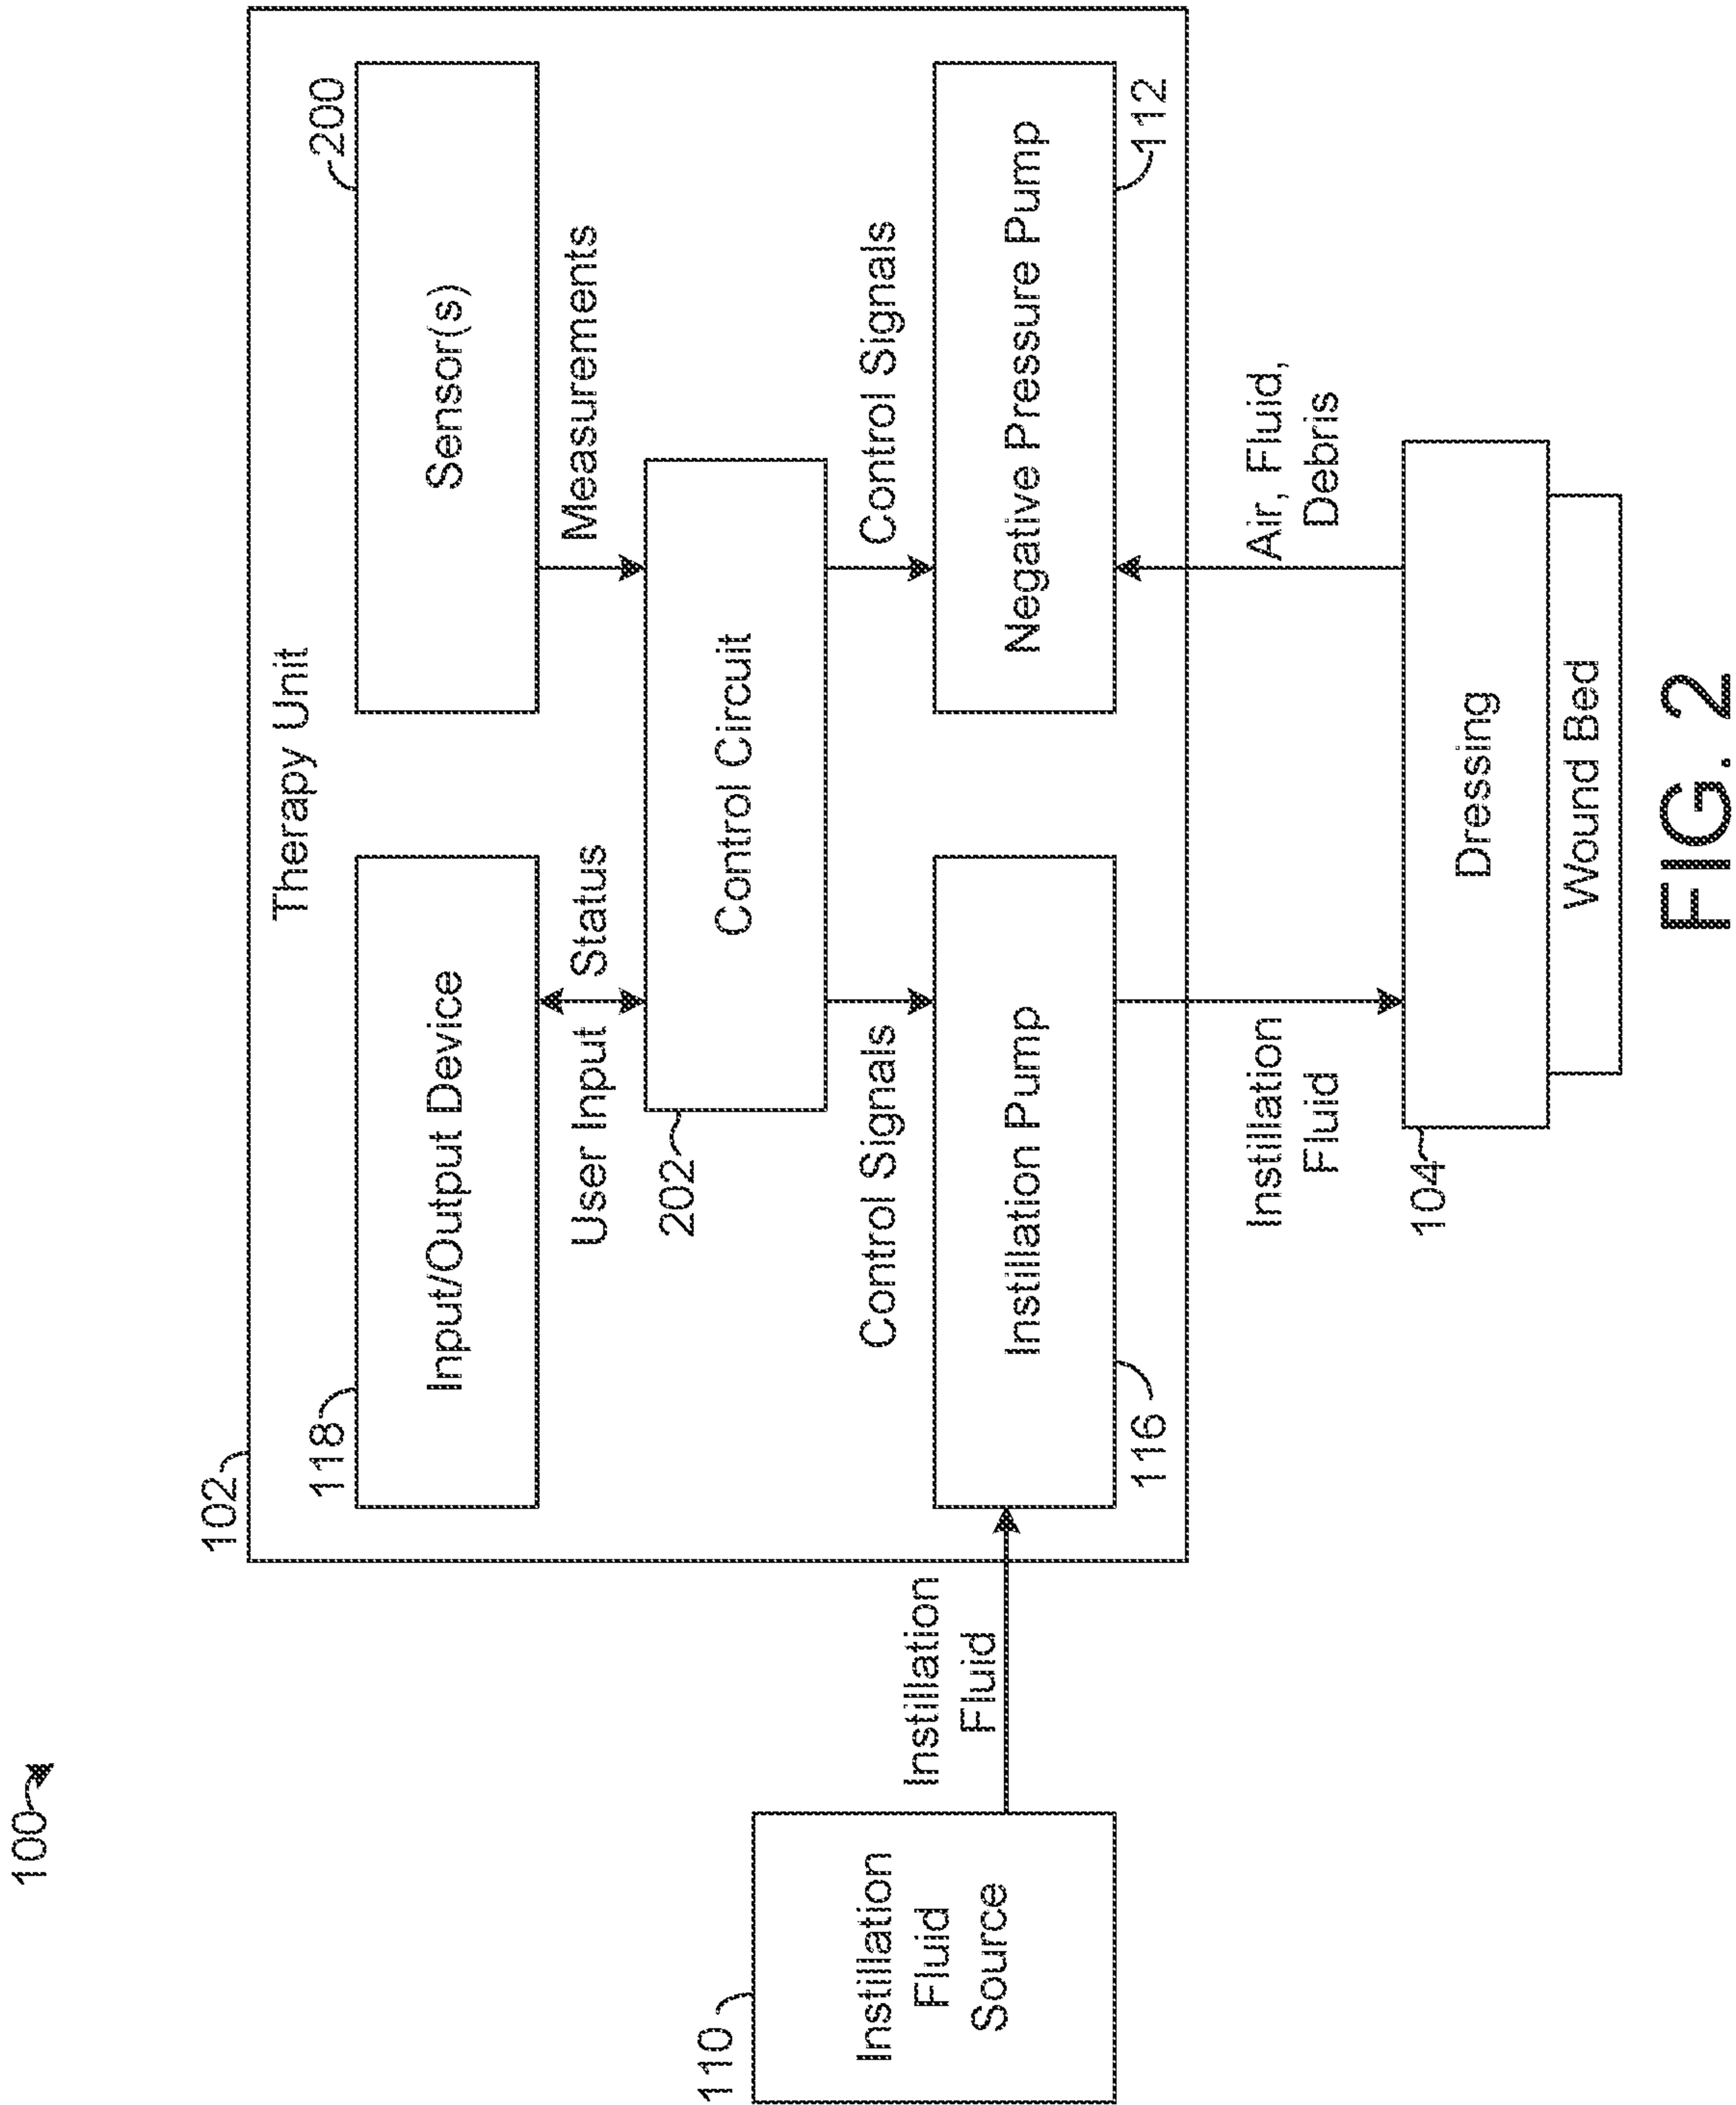 100
102
Therapy Unit
118
200
Input/Output Device
Sensor(s)
User Input
Status
Measurements
202
Control Circuit
Control Signals
Control Signals
110
Instillation
Fluid
Source
Instillation
Fluid
Instillation Pump
Negative Pressure Pump
116
112
Instillation
Fluid
Air, Fluid,
Debris
104
Dressing
Wound Bed
FIG. 2